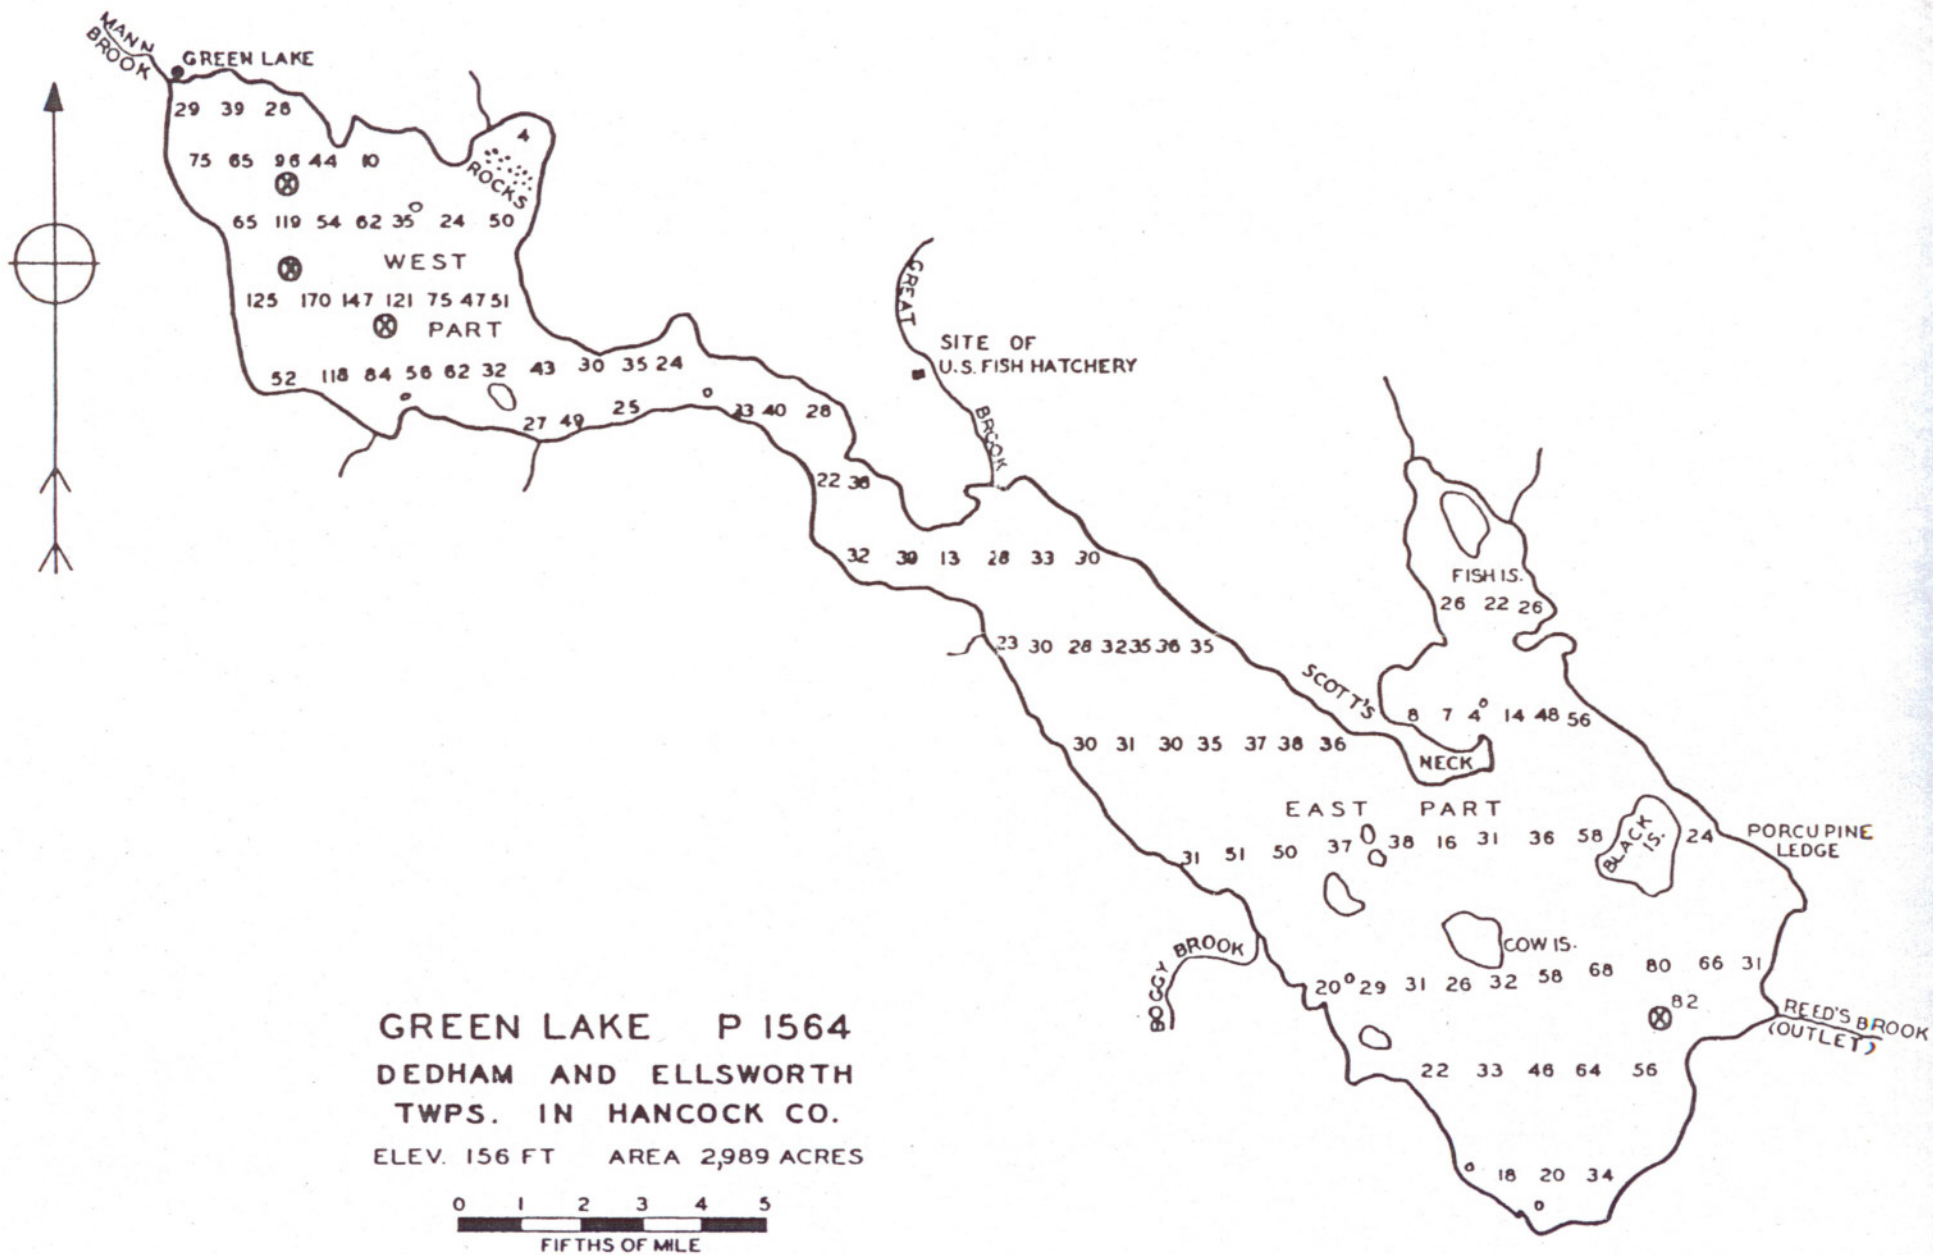 MANN
BROOK
GREEN LAKE
29 39 28
4
75 65 96 44 10
ROCKS
65 119 54 62 35 24 50
WEST
125 170 147 121 75 47 51
PART
GREAT
BROOK
SITE OF
U.S. FISH HATCHERY
52 118 84 56 62 32 43 30 35 24
27 49 25 40 28
22 36
32 39 13 28 33 30
FISH IS.
26 22 26
23 30 28 32 35 36 35
SCOTT'S
NECK
8 7 4 14 48 56
30 31 30 35 37 38 36
EAST PART
31 51 50 37 38 16 31 36 58
BLACK
IS.
24
PORCUPINE
LEDGE
BOGGY BROOK
COW IS.
20 29 31 26 32 58 68 80 66 31
82
REED'S BROOK
(OUTLET)
22 33 46 64 56
18 20 34
GREEN LAKE P 1564
DEDHAM AND ELLSWORTH
TWPS. IN HANCOCK CO.
ELEV. 156 FT AREA 2,989 ACRES
0 1 2 3 4 5
FIFTHS OF MILE